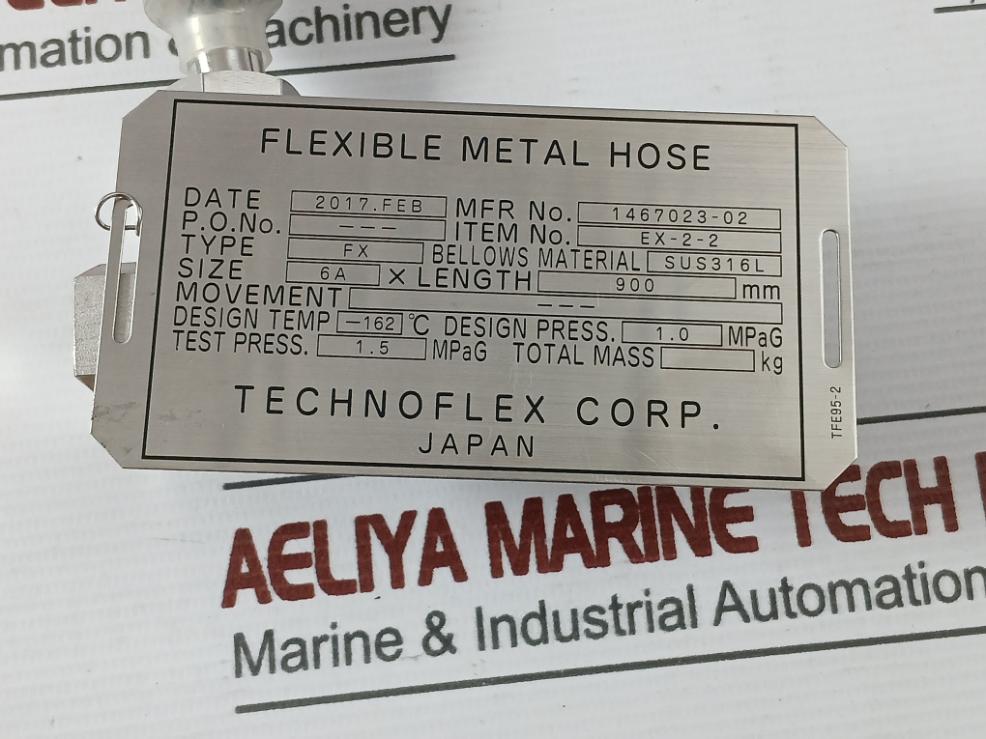 mation & achinery
FLEXIBLE METAL HOSE
DATE 2017.FEB MFR No. 1467023-02
P.O.No. --- ITEM No. EX-2-2
TYPE FX BELLOWS MATERIAL SUS316L
SIZE 6A × LENGTH 900 mm
MOVEMENT ---
DESIGN TEMP -162 ℃ DESIGN PRESS. 1.0 MPaG
TEST PRESS. 1.5 MPaG TOTAL MASS kg
TECHNOFLEX CORP.
JAPAN
TFE95-2
AELIYA MARINE TECH
Marine & Industrial Automation